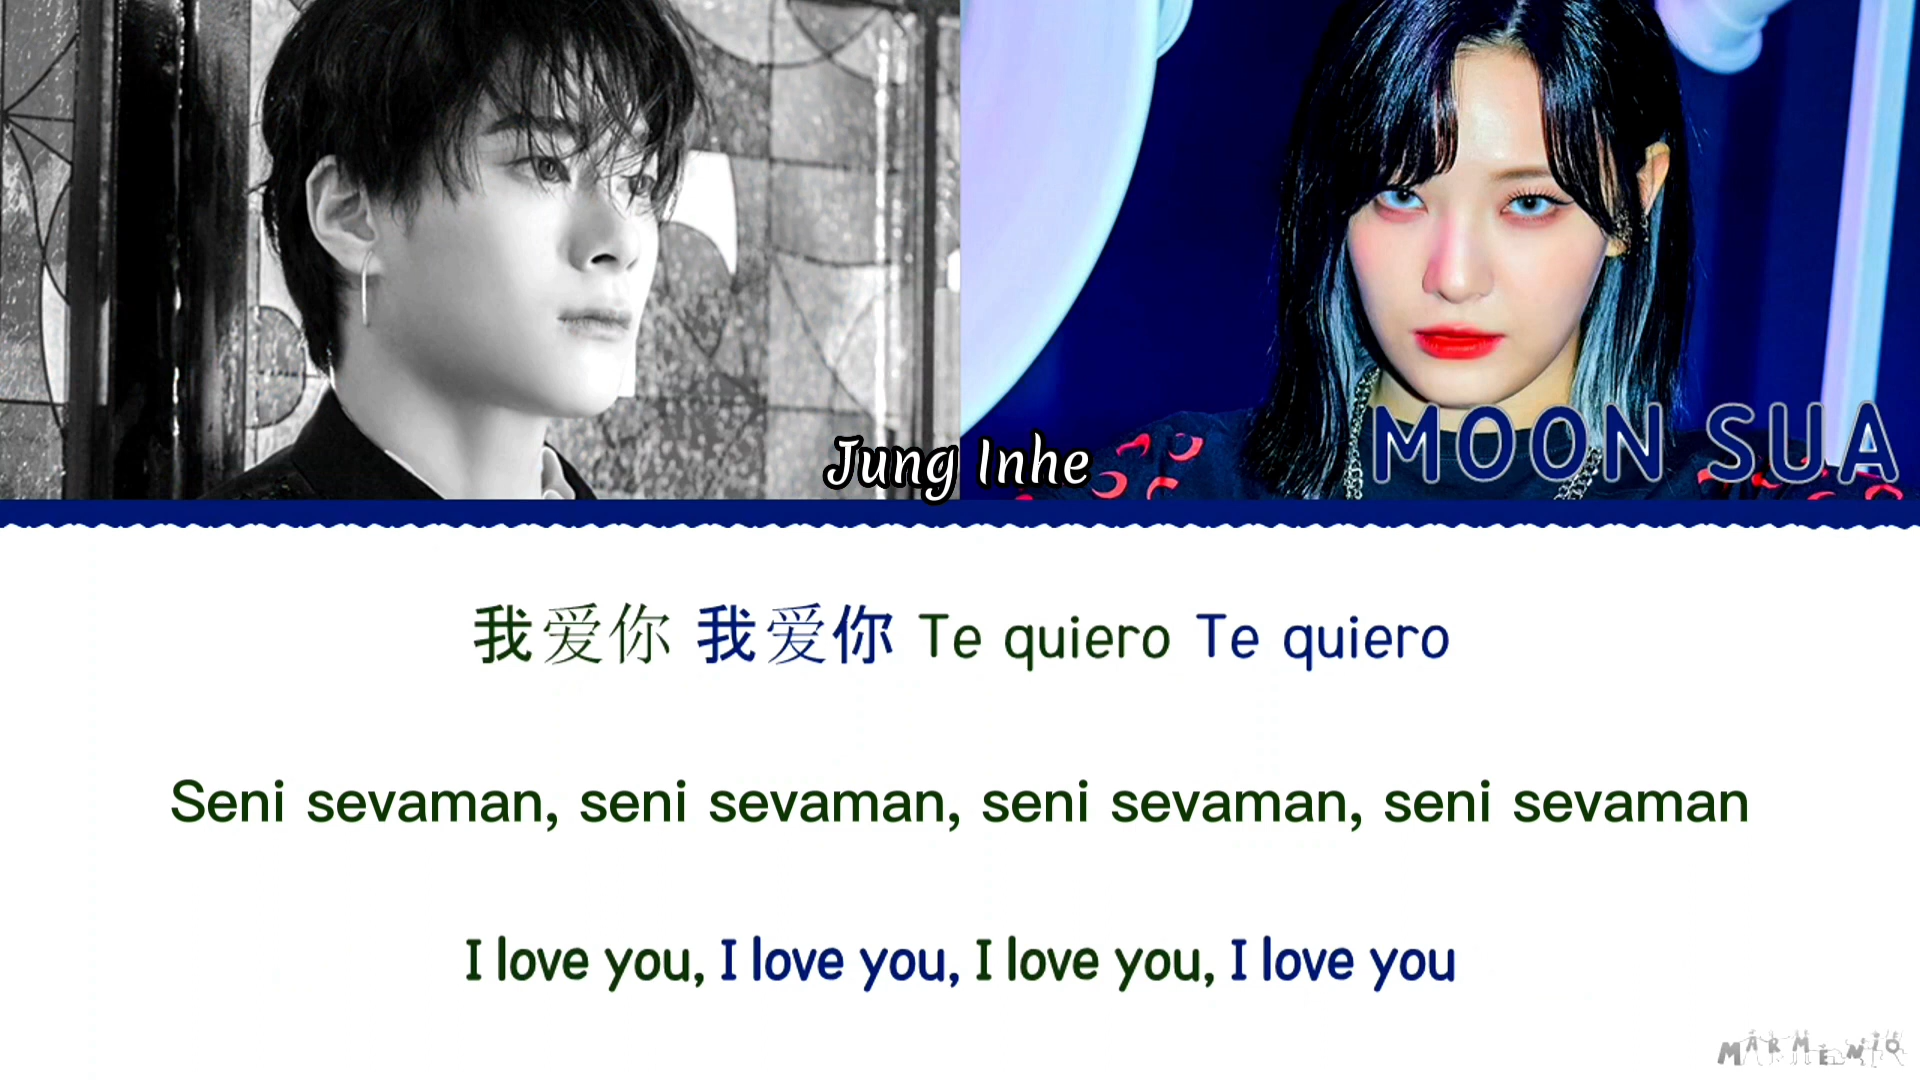 Jung Inhe
MOON SUA
我爱你 我爱你 Te quiero Te quiero
Seni sevaman, seni sevaman, seni sevaman, seni sevaman
I love you, I love you, I love you, I love you
MARMENIO